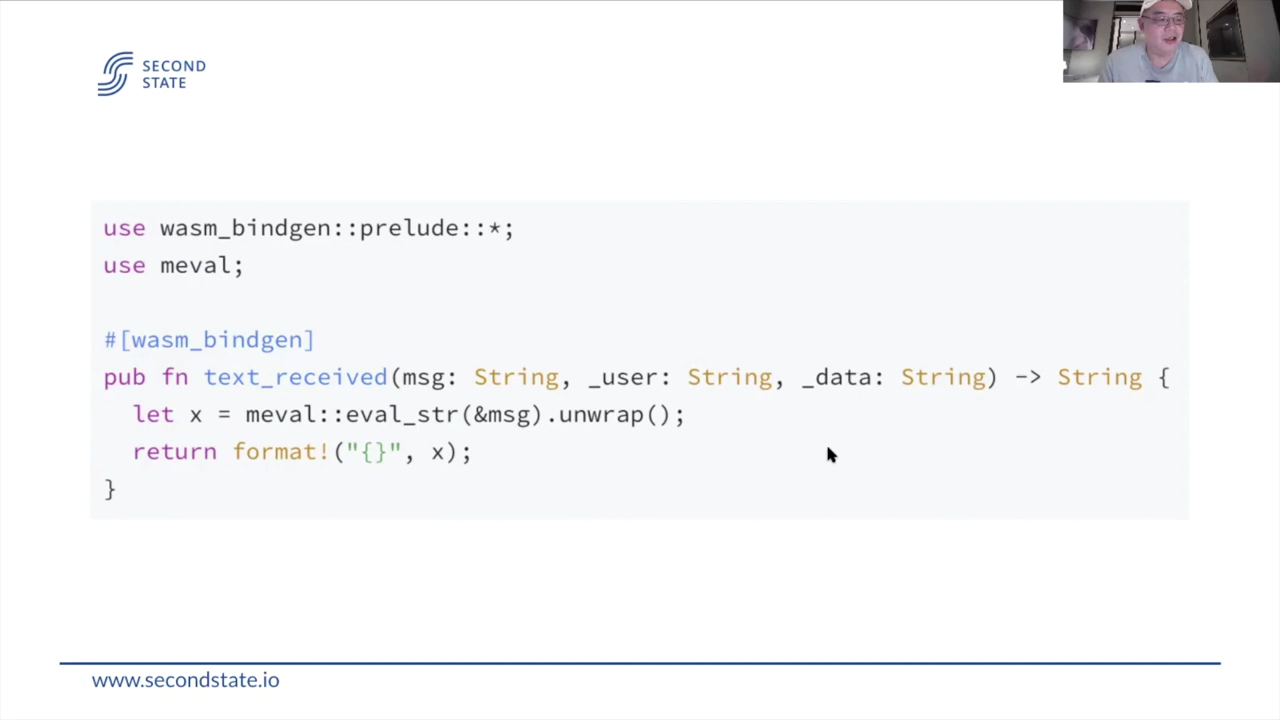 SECOND
STATE
use wasm_bindgen::prelude::*;
use meval;
#[wasm_bindgen]
pub fn text_received(msg: String, _user: String, _data: String) -> String {
  let x = meval::eval_str(&msg).unwrap();
  return format!("{}", x);
}
www.secondstate.io